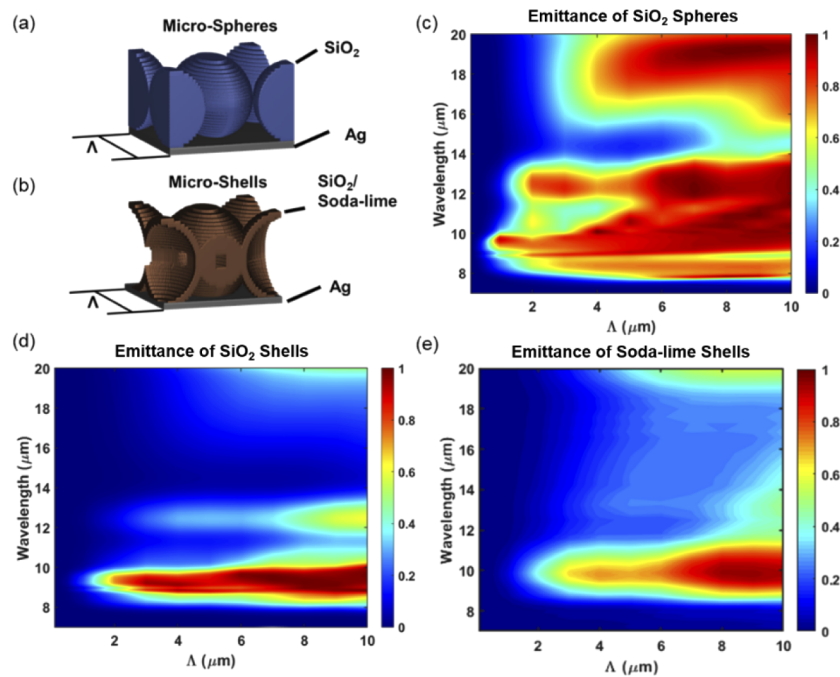 (a)
Micro-Spheres
SiO₂
Ag
Λ
(b)
Micro-Shells
SiO₂/
Soda-lime
Ag
Λ
(c)
Emittance of SiO₂ Spheres
Wavelength (μm)
20
18
16
14
12
10
8
2 4 6 8 10
Λ (μm)
1
0.8
0.6
0.4
0.2
0
(d)
Emittance of SiO₂ Shells
Wavelength (μm)
20
18
16
14
12
10
8
2 4 6 8 10
Λ (μm)
1
0.8
0.6
0.4
0.2
0
(e)
Emittance of Soda-lime Shells
Wavelength (μm)
20
18
16
14
12
10
8
2 4 6 8 10
Λ (μm)
1
0.8
0.6
0.4
0.2
0